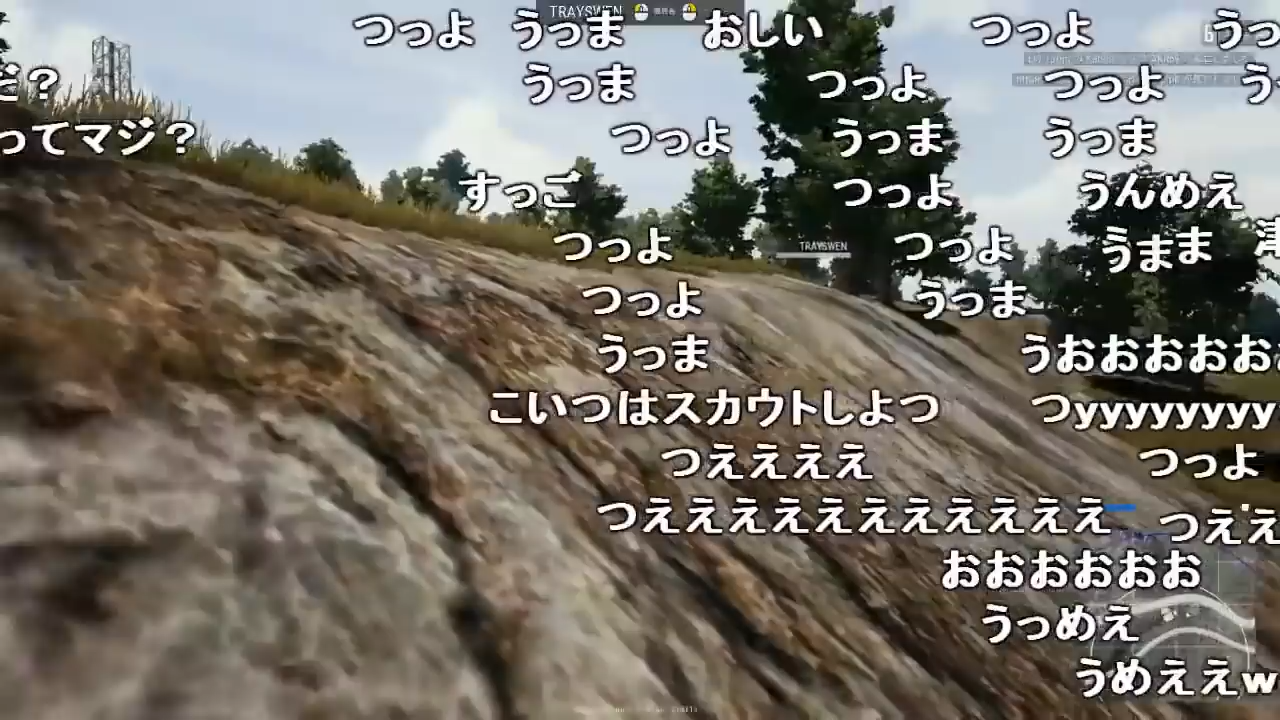 TRAYSWEN
つっよ うっま おしい つっよ うっ
だ? うっま つっよ つっよ う
ってマジ? つっよ うっま うっま
すっご つっよ うんめえ
つっよ TRAYSWEN つっよ うまま
つっよ うっま
うっま うおおおおお
こいつはスカウトしよつ つyyyyyyyy
つええええ つっよ
つえええええええええええ つええ
おおおおおお
うっめえ
うめええw